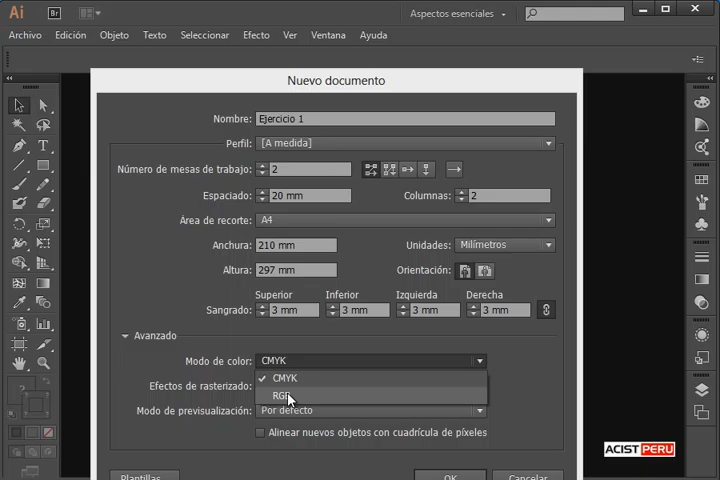 Ai Br Aspectos esenciales
Archivo Edición Objeto Texto Seleccionar Efecto Ver Ventana Ayuda
Nuevo documento
Nombre: Ejercicio 1
Perfil: [A medida]
Número de mesas de trabajo: 2
Espaciado: 20 mm Columnas: 2
Área de recorte: A4
Anchura: 210 mm Unidades: Milímetros
Altura: 297 mm Orientación:
Superior Inferior Izquierda Derecha
Sangrado: 3 mm 3 mm 3 mm 3 mm
Avanzado
Modo de color: CMYK
CMYK
Efectos de rasterizado: RGB
Modo de previsualización: Por defecto
Alinear nuevos objetos con cuadrícula de píxeles
ACISTPERU
Plantillas OK Cancelar